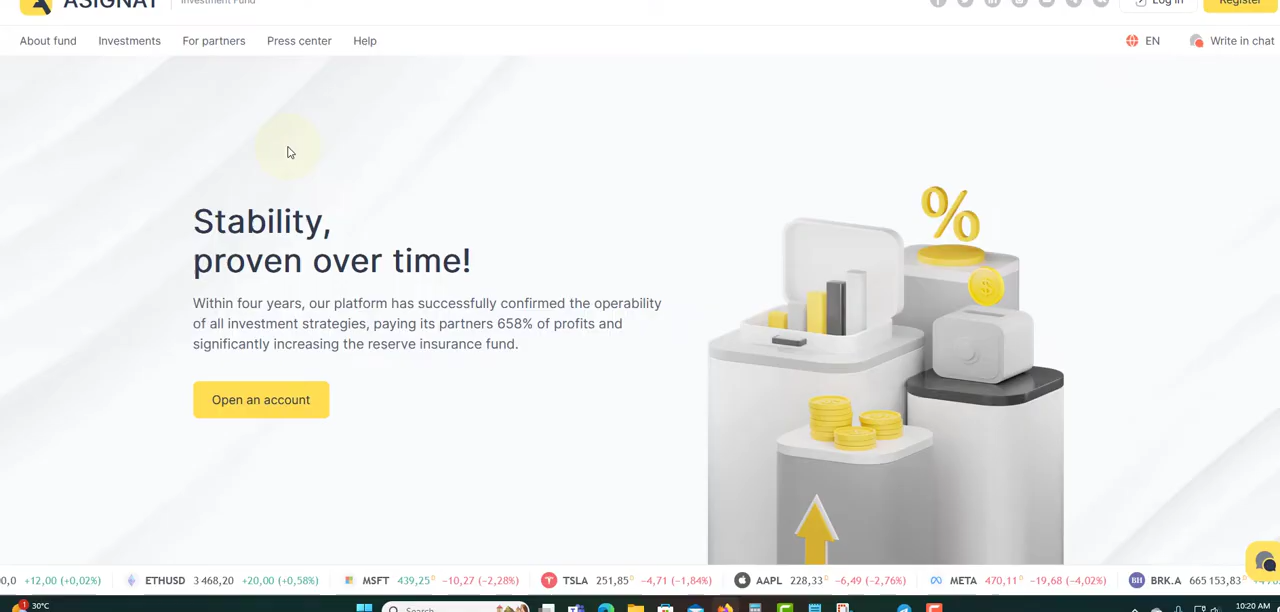 ASIGNAT
Investment Fund
Log in
Register
About fund
Investments
For partners
Press center
Help
EN
Write in chat
Stability,
proven over time!
Within four years, our platform has successfully confirmed the operability
of all investment strategies, paying its partners 658% of profits and
significantly increasing the reserve insurance fund.
Open an account
%
$
00,0 +12,00 (+0,02%) ETHUSD 3 468,20 +20,00 (+0,58%) MSFT 439,25 D -10,27 (−2,28%) TSLA 251,85 D −4,71 (−1,84%) AAPL 228,33 D −6,49 (−2,76%) META 470,11 D −19,68 (−4,02%) BH BRK.A 665 153,83 D
1
30°C
Search
10:20 AM